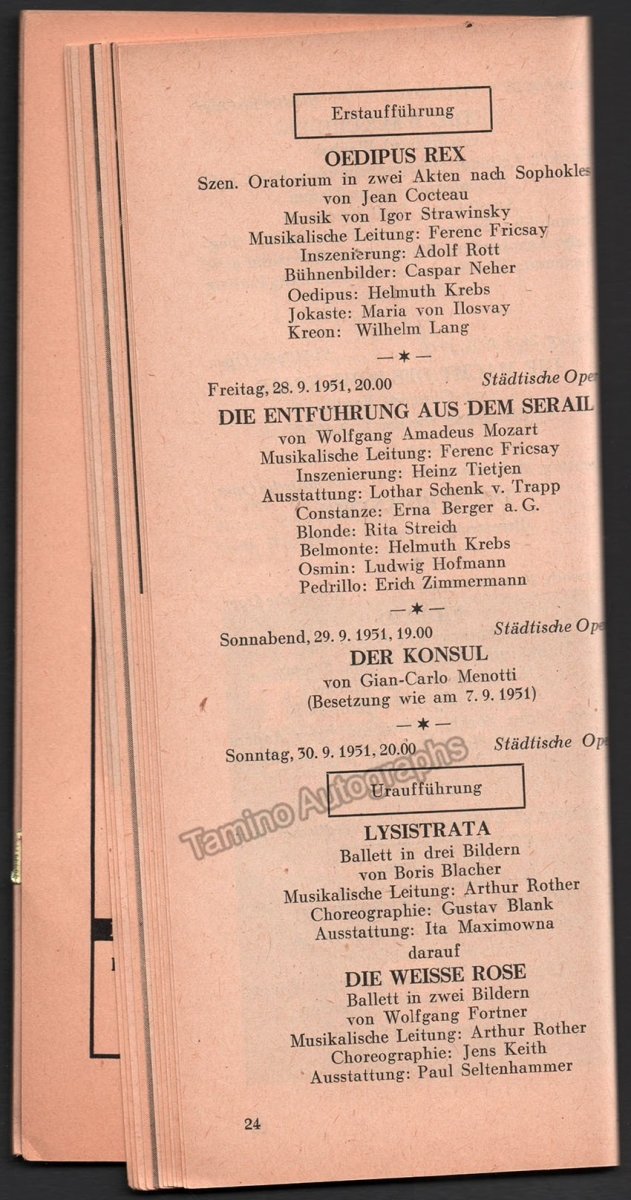 Erstaufführung
OEDIPUS REX
Szen. Oratorium in zwei Akten nach Sophokles
von Jean Cocteau
Musik von Igor Strawinsky
Musikalische Leitung: Ferenc Fricsay
Inszenierung: Adolf Rott
Bühnenbilder: Caspar Neher
Oedipus: Helmuth Krebs
Jokaste: Maria von Ilosvay
Kreon: Wilhelm Lang
—✶—
Freitag, 28. 9. 1951, 20.00 Städtische Oper
DIE ENTFÜHRUNG AUS DEM SERAIL
von Wolfgang Amadeus Mozart
Musikalische Leitung: Ferenc Fricsay
Inszenierung: Heinz Tietjen
Ausstattung: Lothar Schenk v. Trapp
Constanze: Erna Berger a. G.
Blonde: Rita Streich
Belmonte: Helmuth Krebs
Osmin: Ludwig Hofmann
Pedrillo: Erich Zimmermann
—✶—
Sonnabend, 29. 9. 1951, 19.00 Städtische Ope
DER KONSUL
von Gian-Carlo Menotti
(Besetzung wie am 7. 9. 1951)
—✶—
Sonntag, 30. 9. 1951, 20.00 Städtische Op
Uraufführung
Tamino Autographs
LYSISTRATA
Ballett in drei Bildern
von Boris Blacher
Musikalische Leitung: Arthur Rother
Choreographie: Gustav Blank
Ausstattung: Ita Maximowna
darauf
DIE WEISSE ROSE
Ballett in zwei Bildern
von Wolfgang Fortner
Musikalische Leitung: Arthur Rother
Choreographie: Jens Keith
Ausstattung: Paul Seltenhammer
24